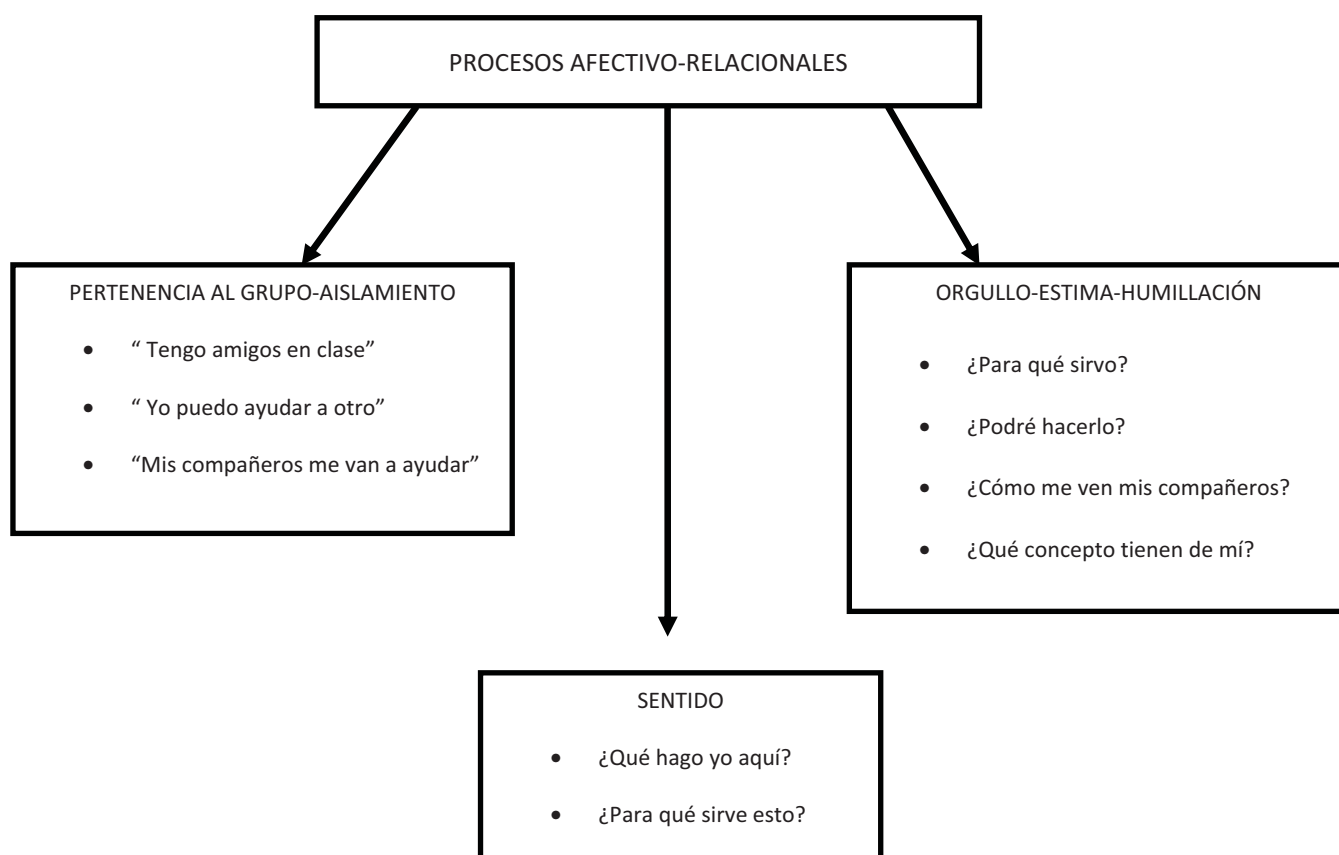 PROCESOS AFECTIVO-RELACIONALES
PERTENENCIA AL GRUPO-AISLAMIENTO
• “ Tengo amigos en clase”
• “ Yo puedo ayudar a otro”
• “Mis compañeros me van a ayudar”
ORGULLO-ESTIMA-HUMILLACIÓN
• ¿Para qué sirvo?
• ¿Podré hacerlo?
• ¿Cómo me ven mis compañeros?
• ¿Qué concepto tienen de mí?
SENTIDO
• ¿Qué hago yo aquí?
• ¿Para qué sirve esto?